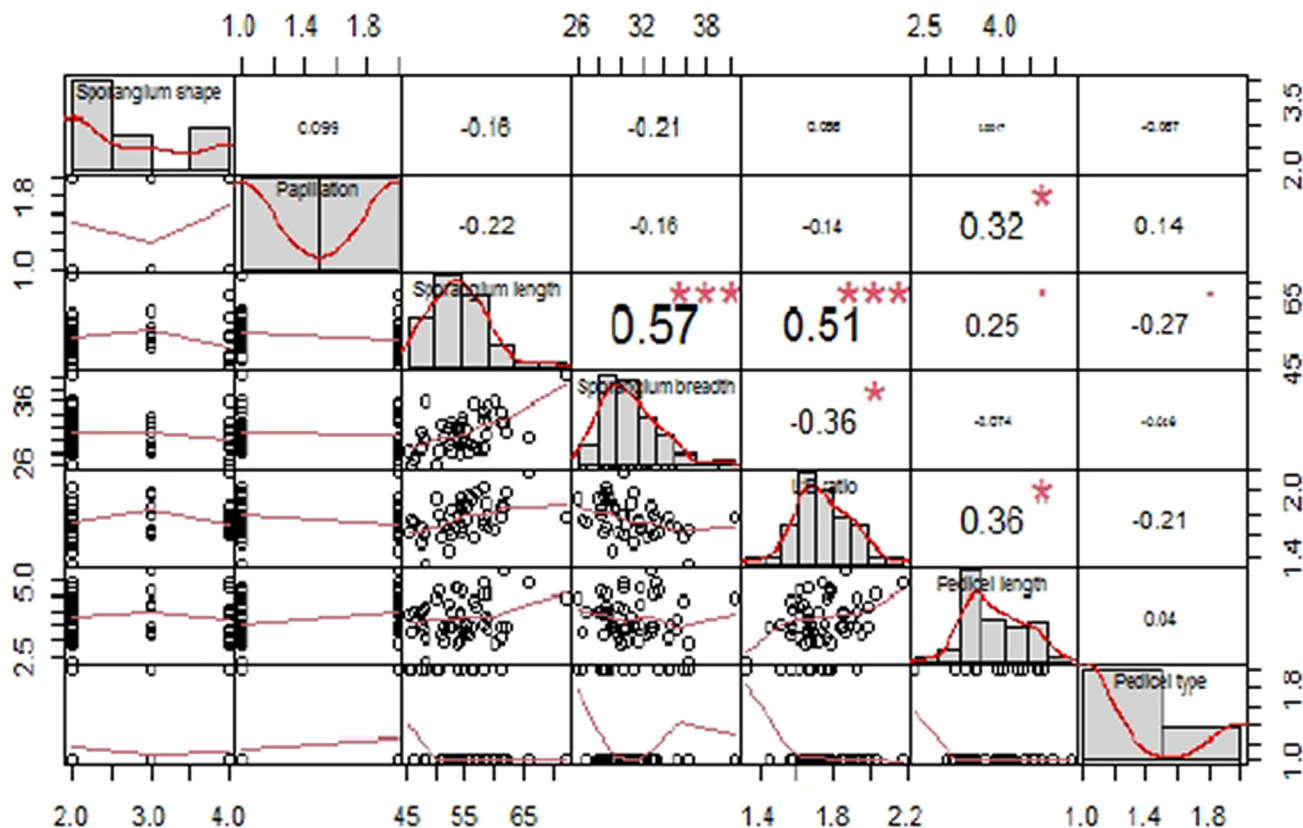 1.0 1.4 1.8 26 32 38 2.5 4.0
Sporangium shape 0.099 -0.16 -0.21 3.5 2.0
1.8 1.0 Papillation -0.22 -0.16 -0.14 0.32 * 0.14
Sporangium length 0.57 *** 0.51 *** 0.25 . -0.27 . 65 45
36 26 Sporangium breadth -0.36 * -0.074
ratio 0.36 * -0.21 2.0 1.4
5.0 2.5 Pedicel length 0.04
Pedicel type 1.8 1.0
2.0 3.0 4.0 45 55 65 1.4 1.8 2.2 1.0 1.4 1.8